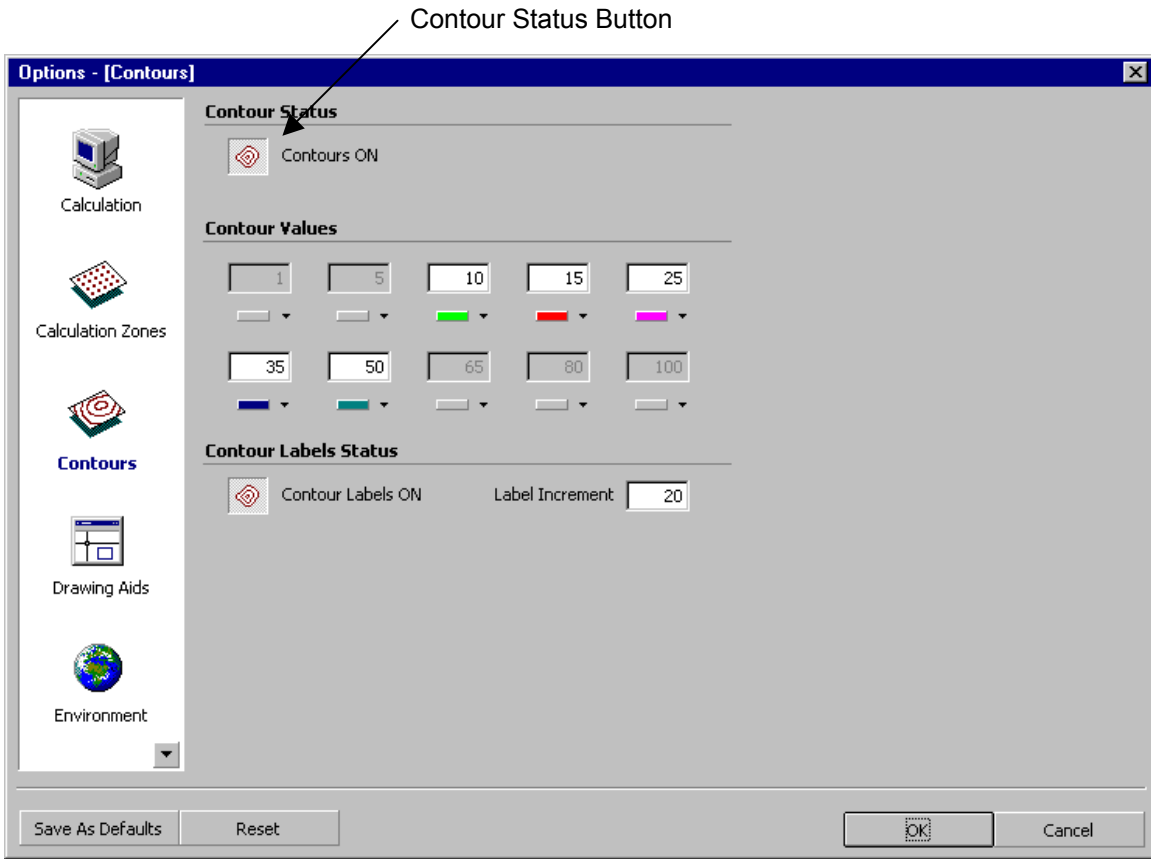 Contour Status Button
Options - [Contours]
Contour Status
Contours ON
Calculation
Contour Values
1 5 10 15 25
Calculation Zones
35 50 65 80 100
Contour Labels Status
Contours
Contour Labels ON Label Increment 20
Drawing Aids
Environment
Save As Defaults Reset OK Cancel